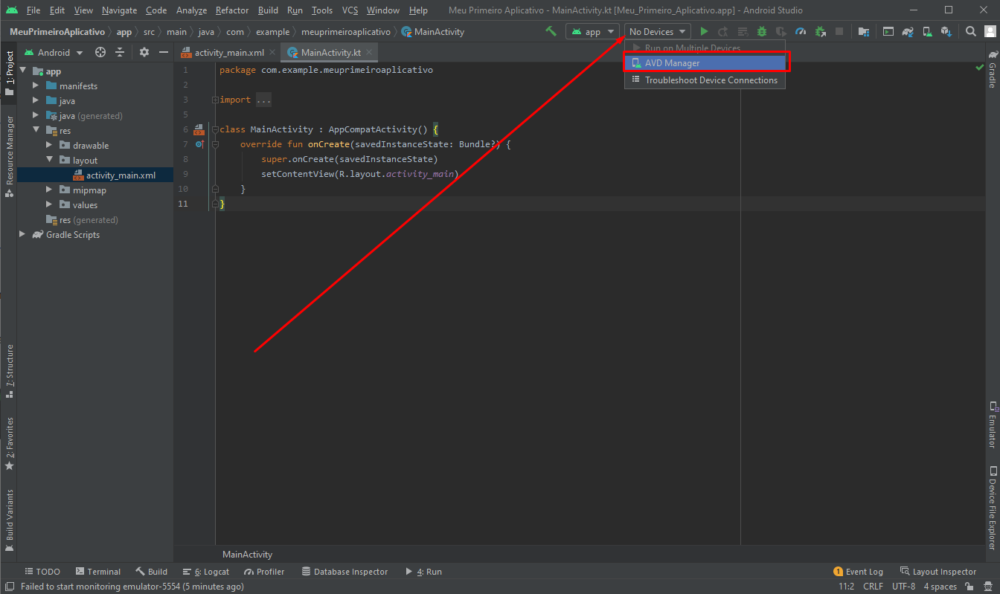 File Edit View Navigate Code Analyze Refactor Build Run Tools VCS Window Help Meu Primeiro Aplicativo - MainActivity.kt [Meu_Primeiro_Aplicativo.app] - Android Studio
MeuPrimeiroAplicativo app src main java com example meuprimeiroaplicativo MainActivity app No Devices
Run on Multiple Devices
AVD Manager
Troubleshoot Device Connections
Android
activity_main.xml MainActivity.kt
1: Project
Resource Manager
7: Structure
2: Favorites
Build Variants
app
manifests
java
java (generated)
res
drawable
layout
activity_main.xml
mipmap
values
res (generated)
Gradle Scripts
1 package com.example.meuprimeiroaplicativo
2
3 import ...
5
6 class MainActivity : AppCompatActivity() {
7 override fun onCreate(savedInstanceState: Bundle?) {
8 super.onCreate(savedInstanceState)
9 setContentView(R.layout.activity_main)
10 }
11 }
Gradle
Emulator
Device File Explorer
MainActivity
TODO Terminal Build 6: Logcat Profiler Database Inspector 4: Run 1 Event Log Layout Inspector
Failed to start monitoring emulator-5554 (5 minutes ago) 11:2 CRLF UTF-8 4 spaces